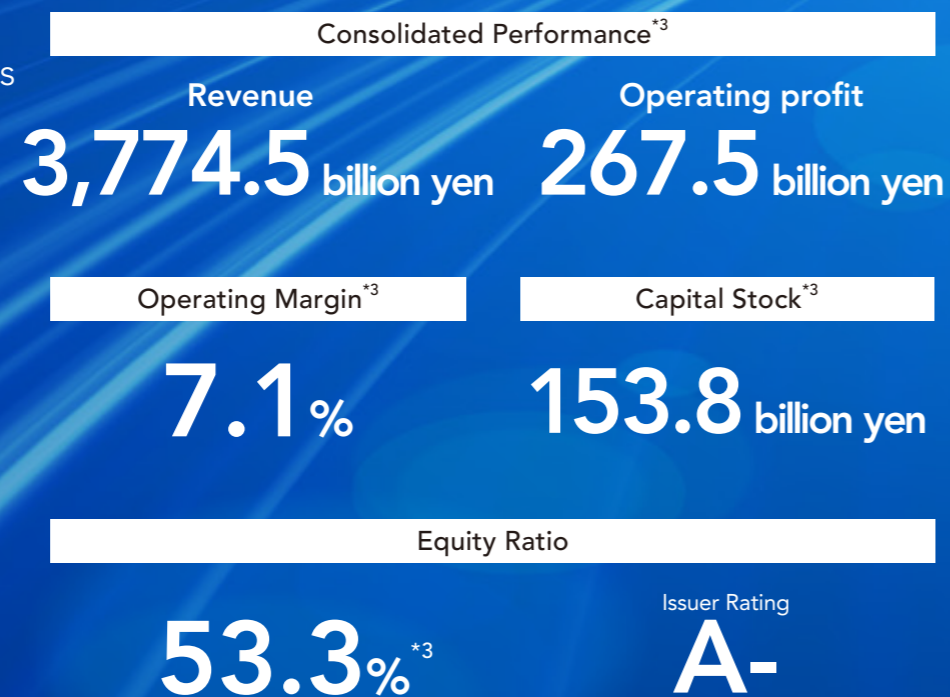 Consolidated Performance*3
s
Revenue
Operating profit
3,774.5 billion yen
267.5 billion yen
Operating Margin*3
Capital Stock*3
7.1%
153.8 billion yen
Equity Ratio
Issuer Rating
53.3%*3
A-